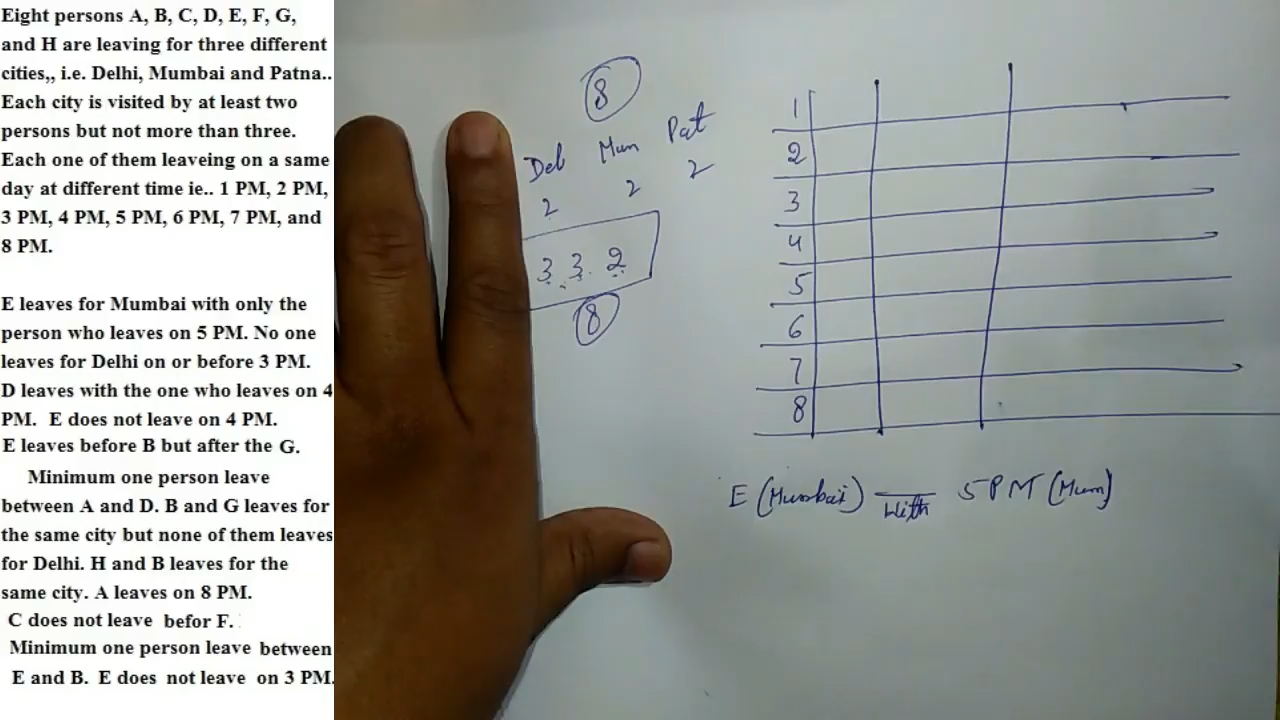 Eight persons A, B, C, D, E, F, G,
and H are leaving for three different
cities,, i.e. Delhi, Mumbai and Patna..
Each city is visited by at least two
persons but not more than three.
Each one of them leaveing on a same
day at different time ie.. 1 PM, 2 PM,
3 PM, 4 PM, 5 PM, 6 PM, 7 PM, and
8 PM.
E leaves for Mumbai with only the
person who leaves on 5 PM. No one
leaves for Delhi on or before 3 PM.
D leaves with the one who leaves on 4
PM. E does not leave on 4 PM.
E leaves before B but after the G.
Minimum one person leave
between A and D. B and G leaves for
the same city but none of them leaves
for Delhi. H and B leaves for the
same city. A leaves on 8 PM.
C does not leave befor F.
Minimum one person leave between
E and B. E does not leave on 3 PM.
8
Del Mum Pat
2 2 2
3 3. 2
8
1
2
3
4
5
6
7
8
E (Mumbai) With 5 PM (Mum)